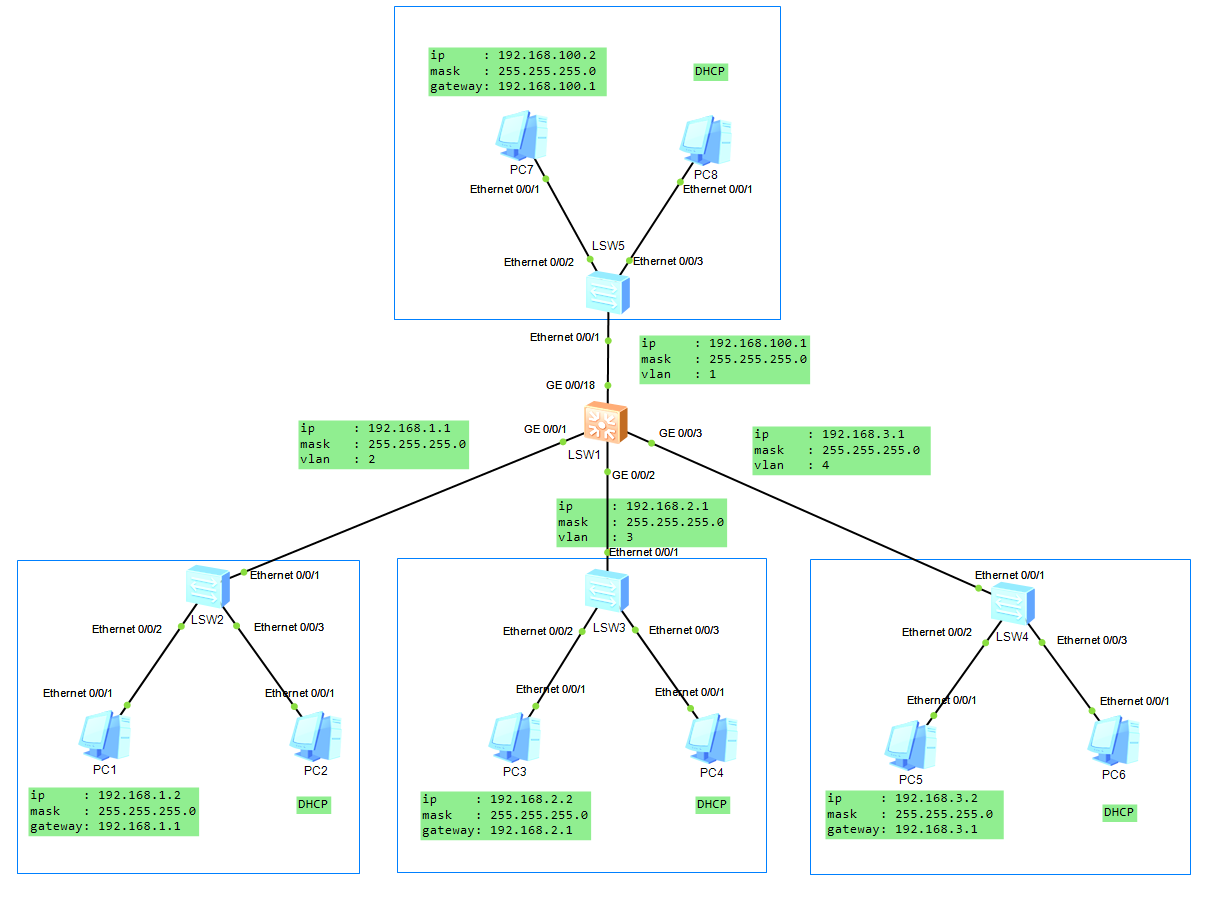 ip     : 192.168.100.2
mask   : 255.255.255.0
gateway: 192.168.100.1
DHCP
PC7
PC8
Ethernet 0/0/1
Ethernet 0/0/1
LSW5
Ethernet 0/0/2
Ethernet 0/0/3
Ethernet 0/0/1
ip     : 192.168.100.1
mask   : 255.255.255.0
vlan   : 1
GE 0/0/18
GE 0/0/1
GE 0/0/3
LSW1
GE 0/0/2
ip     : 192.168.1.1
mask   : 255.255.255.0
vlan   : 2
ip     : 192.168.3.1
mask   : 255.255.255.0
vlan   : 4
ip     : 192.168.2.1
mask   : 255.255.255.0
vlan   : 3
Ethernet 0/0/1
Ethernet 0/0/1
LSW2
Ethernet 0/0/2
Ethernet 0/0/3
Ethernet 0/0/1
Ethernet 0/0/1
PC1
PC2
ip     : 192.168.1.2
mask   : 255.255.255.0
gateway: 192.168.1.1
DHCP
LSW3
Ethernet 0/0/2
Ethernet 0/0/3
Ethernet 0/0/1
Ethernet 0/0/1
PC3
PC4
ip     : 192.168.2.2
mask   : 255.255.255.0
gateway: 192.168.2.1
DHCP
Ethernet 0/0/1
LSW4
Ethernet 0/0/2
Ethernet 0/0/3
Ethernet 0/0/1
Ethernet 0/0/1
PC5
PC6
ip     : 192.168.3.2
mask   : 255.255.255.0
gateway: 192.168.3.1
DHCP